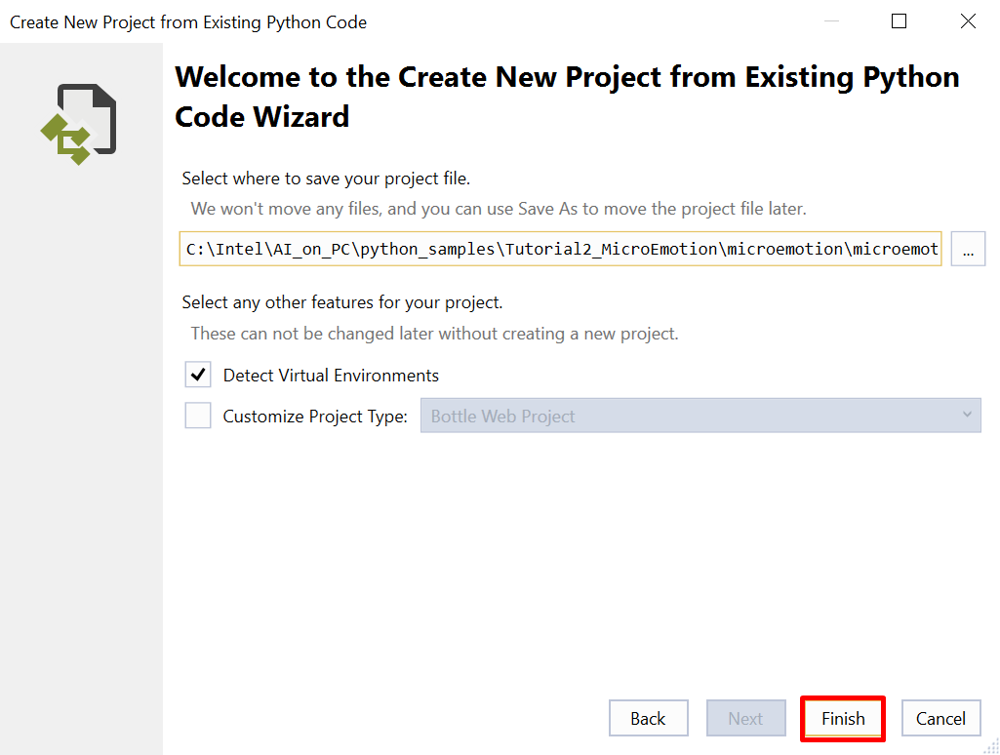 Create New Project from Existing Python Code
Welcome to the Create New Project from Existing Python
Code Wizard
Select where to save your project file.
We won't move any files, and you can use Save As to move the project file later.
C:\Intel\AI_on_PC\python_samples\Tutorial2_MicroEmotion\microemotion\microemot
...
Select any other features for your project.
These can not be changed later without creating a new project.
Detect Virtual Environments
Customize Project Type: Bottle Web Project
Back Next Finish Cancel